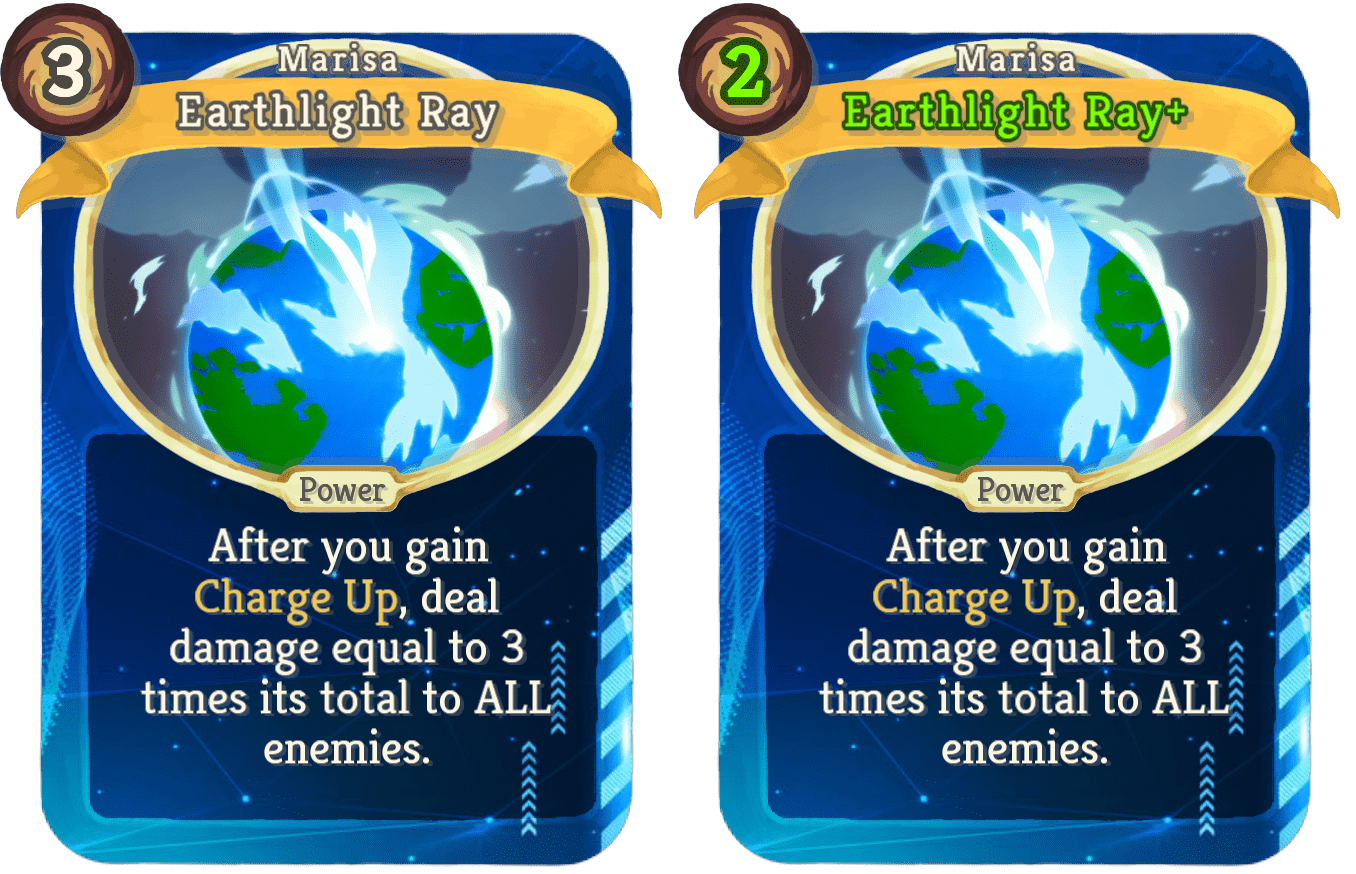 3
Marisa
Earthlight Ray
Power
After you gain
Charge Up, deal
damage equal to 3
times its total to ALL
enemies.
2
Marisa
Earthlight Ray+
Power
After you gain
Charge Up, deal
damage equal to 3
times its total to ALL
enemies.